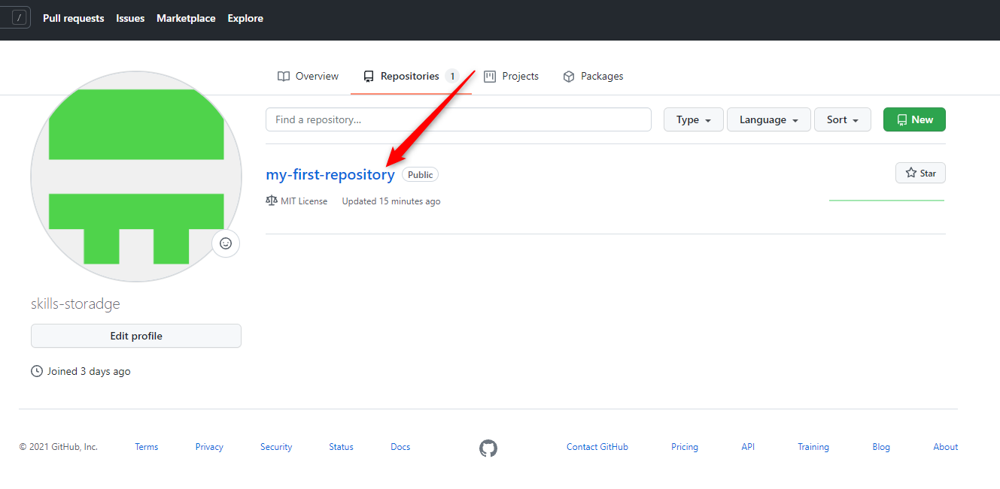 / Pull requests Issues Marketplace Explore
Overview Repositories 1 Projects Packages
Find a repository... Type Language Sort New
my-first-repository Public Star
MIT License Updated 15 minutes ago
skills-storadge
Edit profile
Joined 3 days ago
© 2021 GitHub, Inc. Terms Privacy Security Status Docs Contact GitHub Pricing API Training Blog About